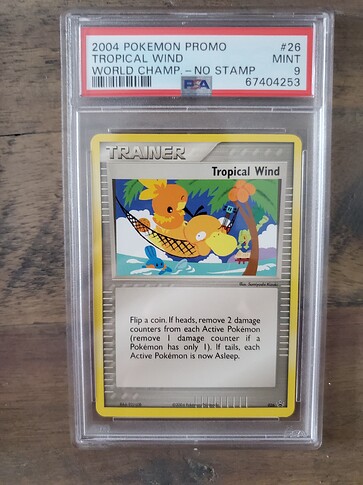 2004 POKEMON PROMO #26
TROPICAL WIND MINT
WORLD CHAMP.-NO STAMP 9
PSA 67404253
TRAINER
Tropical Wind
Flip a coin. If heads, remove 2 damage
counters from each Active Pokémon
(remove 1 damage counter if a
Pokémon has only 1). If tails, each
Active Pokémon is now Asleep.